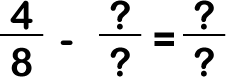 4/8 - ?/? = ?/?